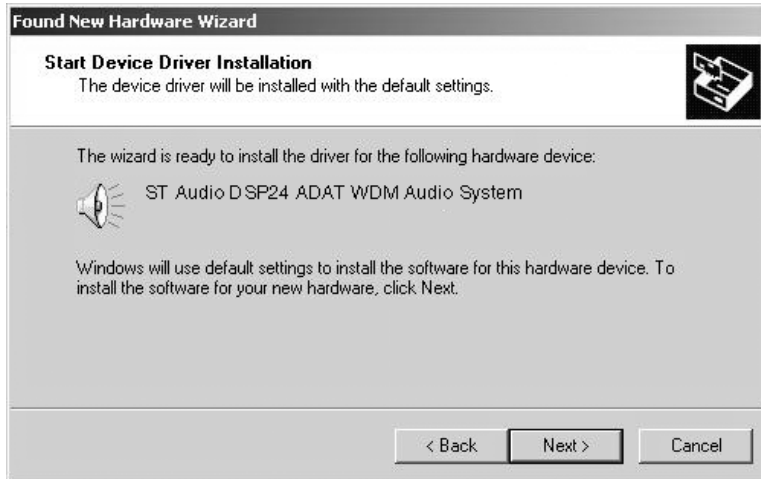 Found New Hardware Wizard
Start Device Driver Installation
The device driver will be installed with the default settings.
The wizard is ready to install the driver for the following hardware device:
ST Audio DSP24 ADAT WDM Audio System
Windows will use default settings to install the software for this hardware device. To
install the software for your new hardware, click Next.
< Back Next > Cancel